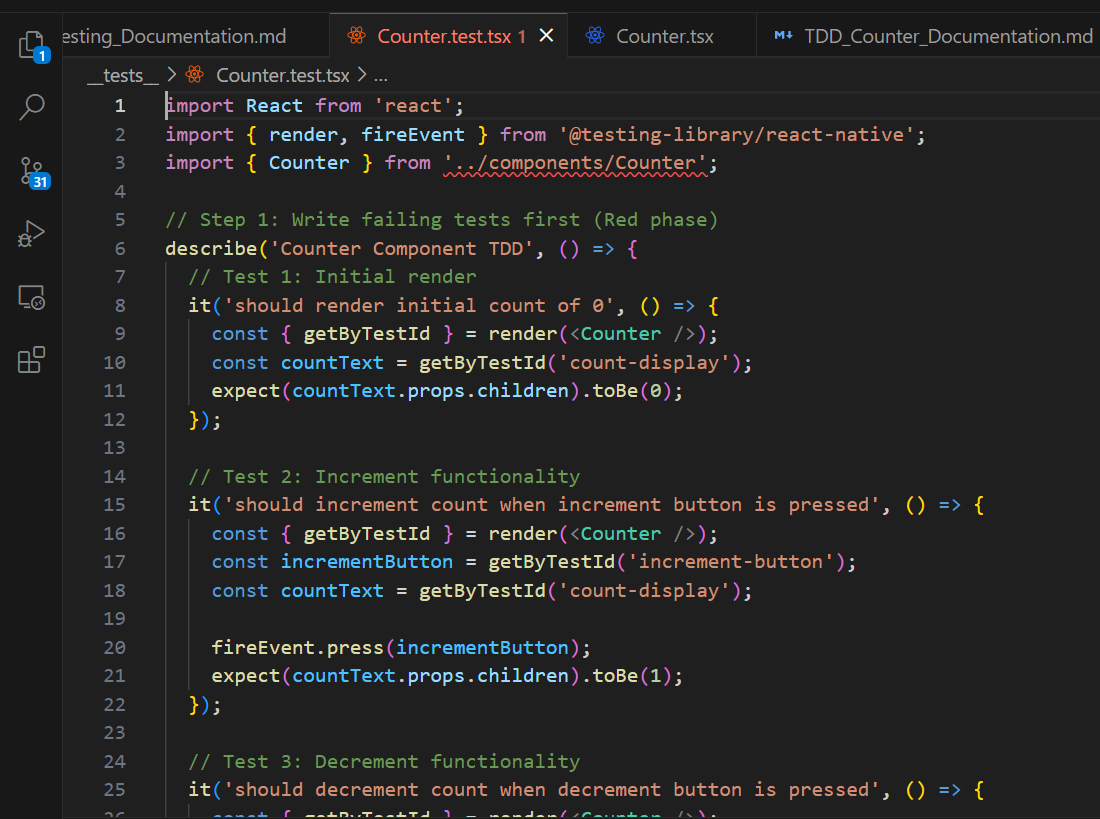 esting_Documentation.md
Counter.test.tsx 1
Counter.tsx
TDD_Counter_Documentation.md
1
31
__tests__ > Counter.test.tsx > ...
1 import React from 'react';
2 import { render, fireEvent } from '@testing-library/react-native';
3 import { Counter } from '../components/Counter';
4
5 // Step 1: Write failing tests first (Red phase)
6 describe('Counter Component TDD', () => {
7 // Test 1: Initial render
8 it('should render initial count of 0', () => {
9 const { getByTestId } = render(<Counter />);
10 const countText = getByTestId('count-display');
11 expect(countText.props.children).toBe(0);
12 });
13
14 // Test 2: Increment functionality
15 it('should increment count when increment button is pressed', () => {
16 const { getByTestId } = render(<Counter />);
17 const incrementButton = getByTestId('increment-button');
18 const countText = getByTestId('count-display');
19
20 fireEvent.press(incrementButton);
21 expect(countText.props.children).toBe(1);
22 });
23
24 // Test 3: Decrement functionality
25 it('should decrement count when decrement button is pressed', () => {
26 const { getByTestId } = render(<Counter />);